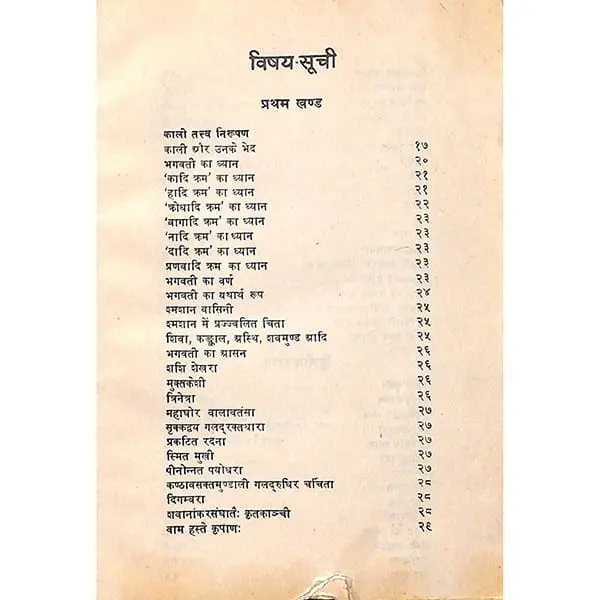 विषय-सूची
प्रथम खण्ड
काली तत्त्व निरूपण
काली और उनके भेद १७
भगवती का ध्यान २०
'कादि क्रम' का ध्यान २१
'हादि क्रम' का ध्यान २१
'क्रोधादि क्रम' का ध्यान २२
'वागादि क्रम' का ध्यान २३
'नादि क्रम' का ध्यान २३
'दादि क्रम' का ध्यान २३
प्रणवादि क्रम का ध्यान २३
भगवती का वर्ण २३
भगवती का यथार्थ रूप २४
श्मशान वासिनी २५
श्मशान में प्रज्ज्वलित चिता २५
शिवा, कङ्काल, अस्थि, शवमुण्ड आदि २५
भगवती का आसन २६
शशि शेखरा २६
मुक्तकेशी २६
त्रिनेत्रा २६
महाघोर वालावतंसा २७
सृक्कद्वय गलद्रक्तधारा २७
प्रकटित रदना २७
स्मित मुखी २७
पीनोन्नत पयोधरा २७
कण्ठावसक्तमुण्डाली गलद्रुधिर चर्चिता २८
दिगम्बरा २८
शवानांकरसंघातैः कृतकाञ्ची २८
वाम हस्ते कृपाणः २९